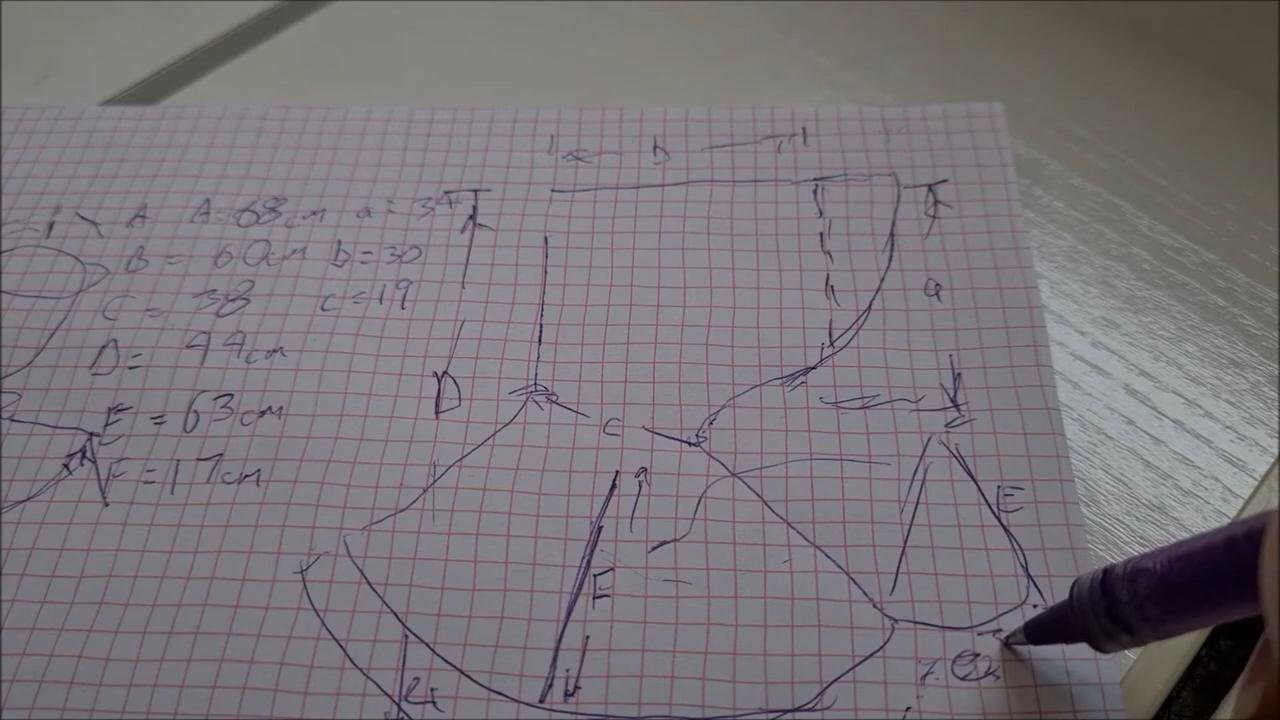 A A=68cm a=34
B = 60cm b=30
C = 38 c=19
D= 44cm
E = 63cm
F=17cm
b
a
D
C
E
F